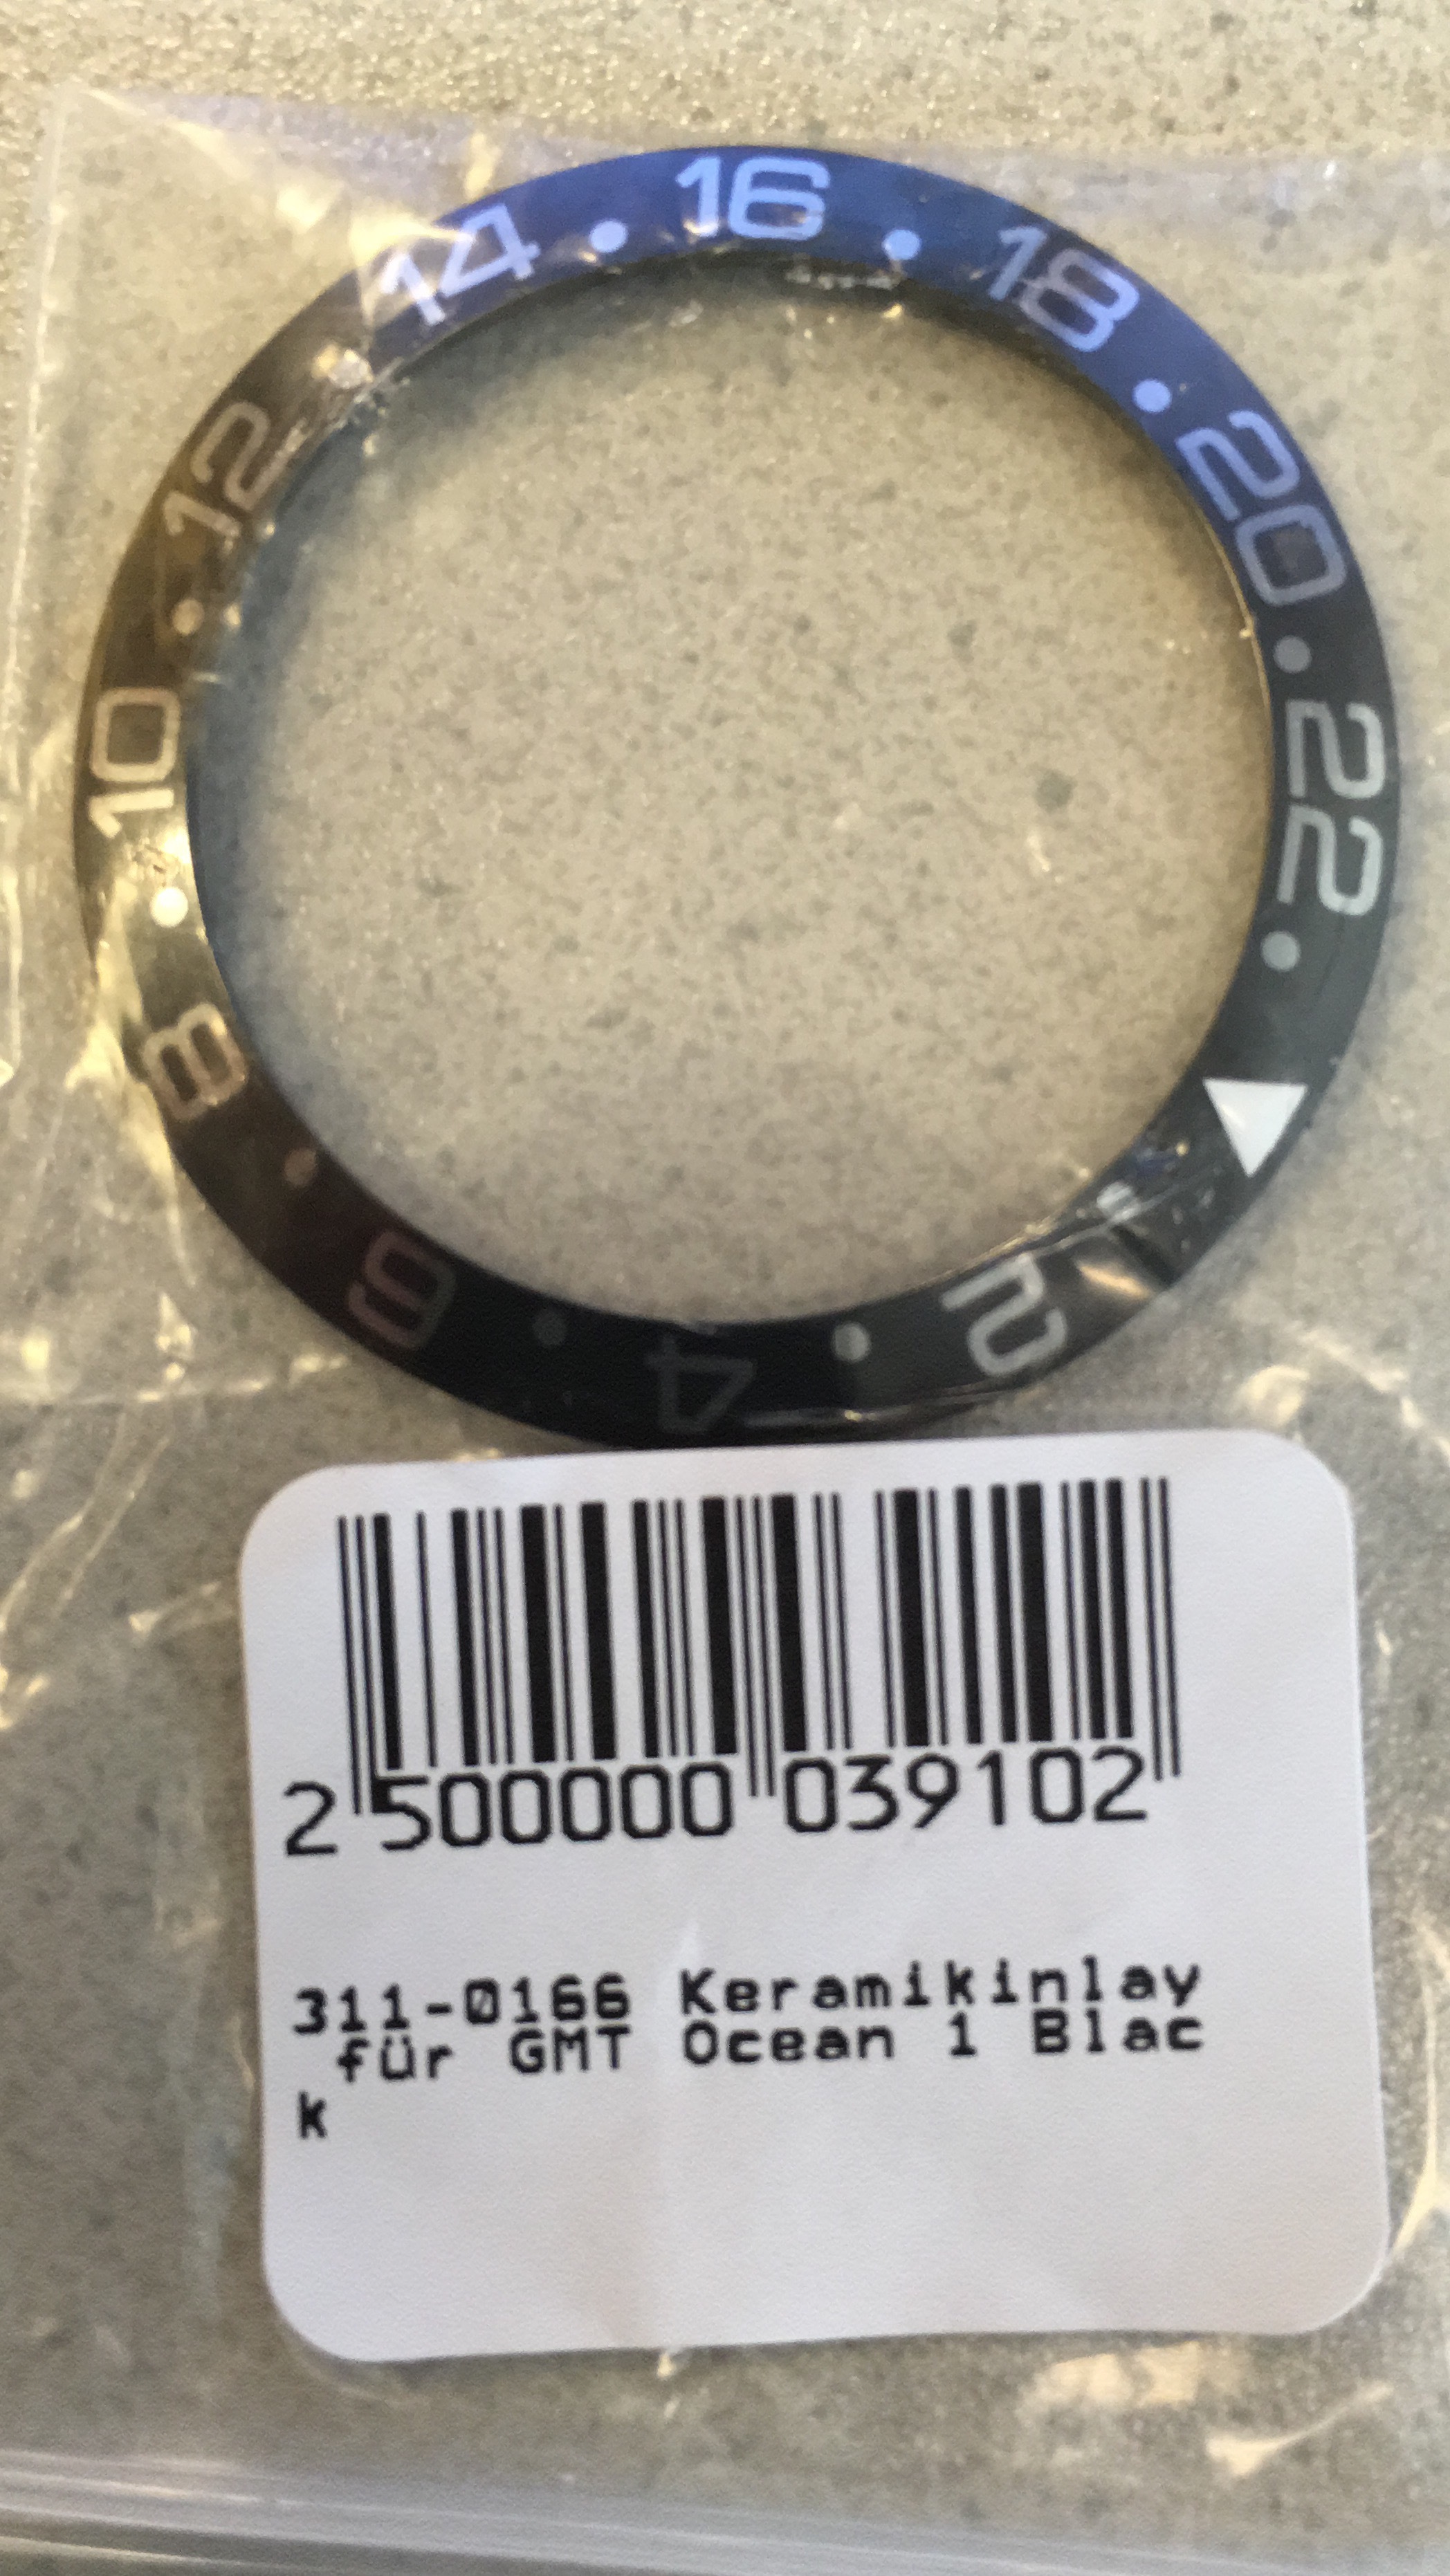 14 • 16 • 18 • 20 • 22 • 2 • 4 • 6 • 8 • 10 • 12
2 500000 039102
311-0166 Keramikinlay
für GMT Ocean 1 Blac
k